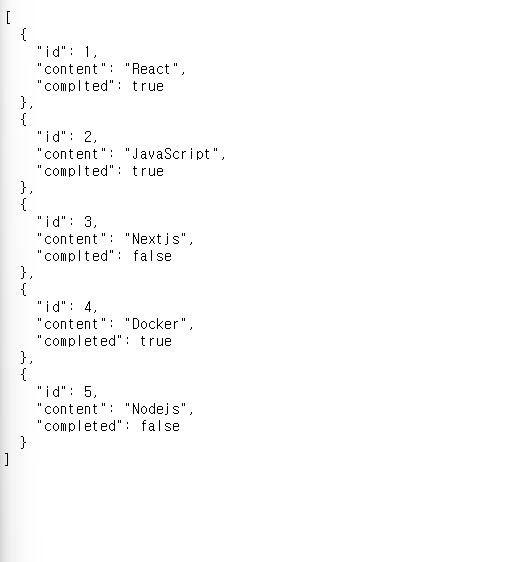 [
  {
    "id": 1,
    "content": "React",
    "complted": true
  },
  {
    "id": 2,
    "content": "JavaScript",
    "complted": true
  },
  {
    "id": 3,
    "content": "Nextjs",
    "complted": false
  },
  {
    "id": 4,
    "content": "Docker",
    "completed": true
  },
  {
    "id": 5,
    "content": "Nodejs",
    "completed": false
  }
]